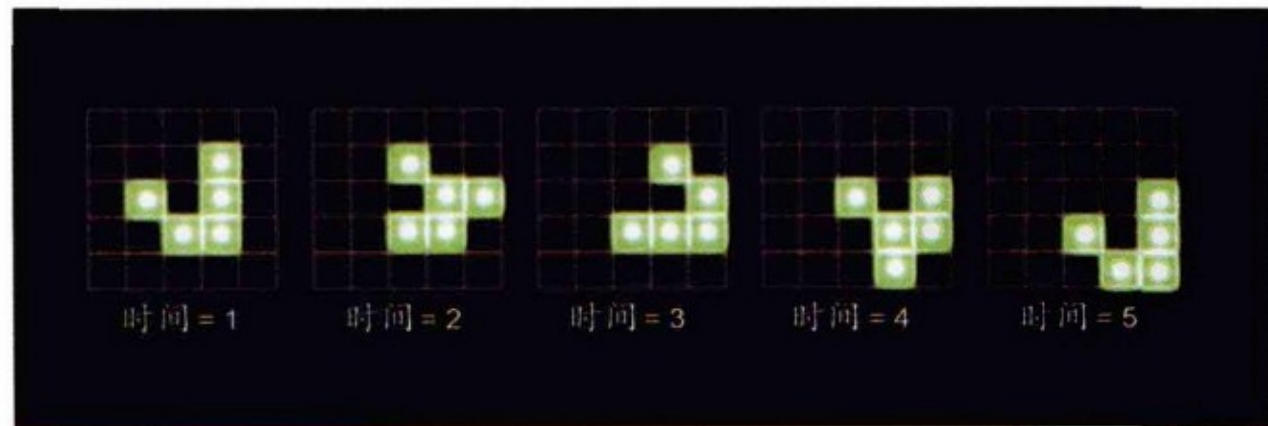 时间 = 1
时间 = 2
时间 = 3
时间 = 4
时间 = 5